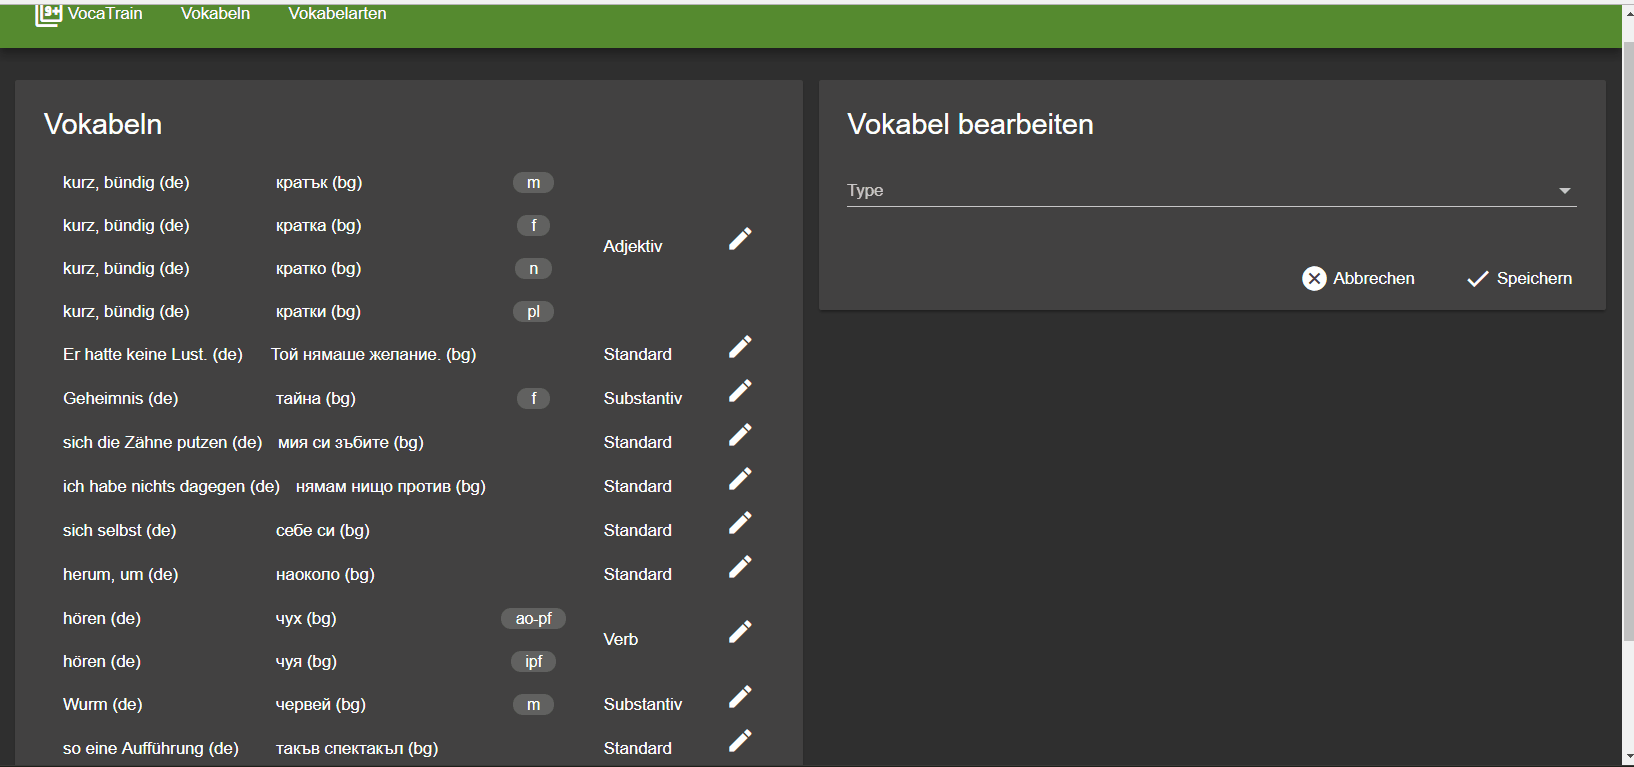 9+ VocaTrain Vokabeln Vokabelarten
Vokabeln
kurz, bündig (de) кратък (bg) m
kurz, bündig (de) кратка (bg) f
Adjektiv
kurz, bündig (de) кратко (bg) n
kurz, bündig (de) кратки (bg) pl
Er hatte keine Lust. (de) Той нямаше желание. (bg) Standard
Geheimnis (de) тайна (bg) f Substantiv
sich die Zähne putzen (de) мия си зъбите (bg) Standard
ich habe nichts dagegen (de) нямам нищо против (bg) Standard
sich selbst (de) себе си (bg) Standard
herum, um (de) наоколо (bg) Standard
hören (de) чух (bg) ao-pf
Verb
hören (de) чуя (bg) ipf
Wurm (de) червей (bg) m Substantiv
so eine Aufführung (de) такъв спектакъл (bg) Standard
Vokabel bearbeiten
Type
Abbrechen Speichern